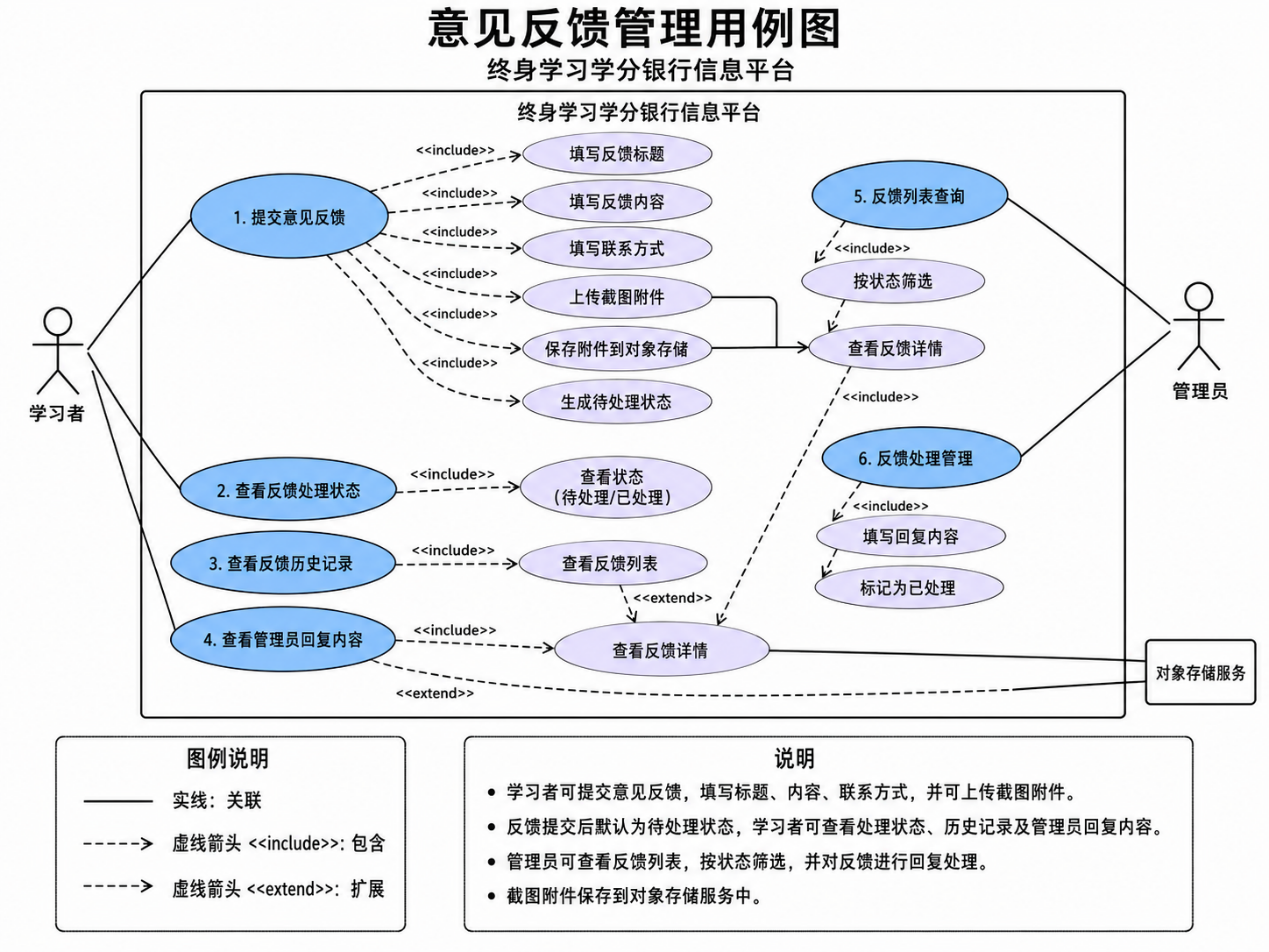 意见反馈管理用例图
终身学习学分银行信息平台
终身学习学分银行信息平台
<<include>>
填写反馈标题
1. 提交意见反馈
<<include>>
填写反馈内容
<<include>>
填写联系方式
<<include>>
上传截图附件
<<include>>
保存附件到对象存储
<<include>>
生成待处理状态
5. 反馈列表查询
<<include>>
按状态筛选
查看反馈详情
<<include>>
学习者
管理员
2. 查看反馈处理状态
<<include>>
查看状态
(待处理/已处理)
6. 反馈处理管理
<<include>>
填写回复内容
标记为已处理
3. 查看反馈历史记录
<<include>>
查看反馈列表
<<extend>>
4. 查看管理员回复内容
<<include>>
查看反馈详情
<<extend>>
对象存储服务
图例说明
实线：关联
虚线箭头 <<include>>: 包含
虚线箭头 <<extend>>: 扩展
说明
• 学习者可提交意见反馈，填写标题、内容、联系方式，并可上传截图附件。
• 反馈提交后默认为待处理状态，学习者可查看处理状态、历史记录及管理员回复内容。
• 管理员可查看反馈列表，按状态筛选，并对反馈进行回复处理。
• 截图附件保存到对象存储服务中。